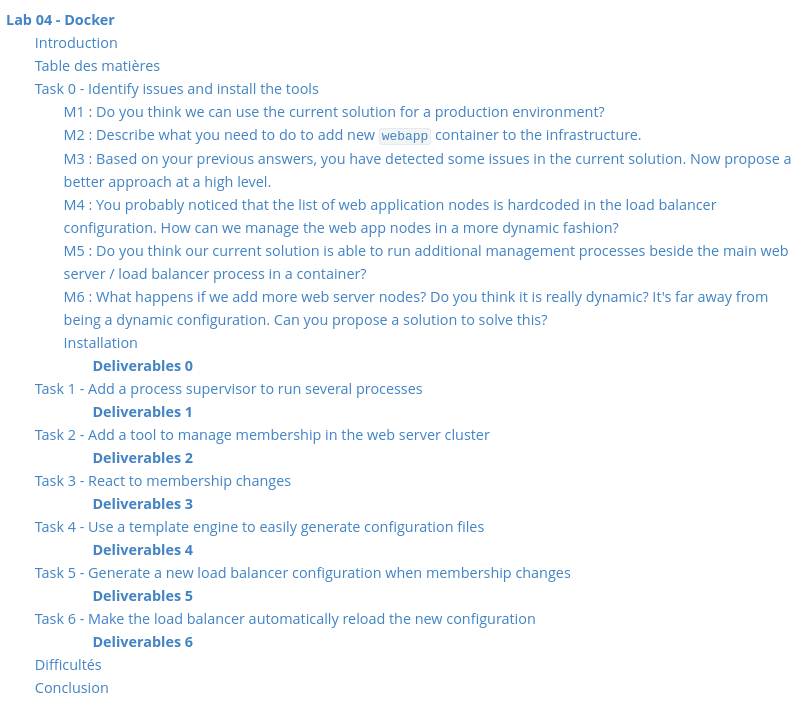 Lab 04 - Docker
Introduction
Table des matières
Task 0 - Identify issues and install the tools
M1 : Do you think we can use the current solution for a production environment?
M2 : Describe what you need to do to add new webapp container to the infrastructure.
M3 : Based on your previous answers, you have detected some issues in the current solution. Now propose a
better approach at a high level.
M4 : You probably noticed that the list of web application nodes is hardcoded in the load balancer
configuration. How can we manage the web app nodes in a more dynamic fashion?
M5 : Do you think our current solution is able to run additional management processes beside the main web
server / load balancer process in a container?
M6 : What happens if we add more web server nodes? Do you think it is really dynamic? It's far away from
being a dynamic configuration. Can you propose a solution to solve this?
Installation
Deliverables 0
Task 1 - Add a process supervisor to run several processes
Deliverables 1
Task 2 - Add a tool to manage membership in the web server cluster
Deliverables 2
Task 3 - React to membership changes
Deliverables 3
Task 4 - Use a template engine to easily generate configuration files
Deliverables 4
Task 5 - Generate a new load balancer configuration when membership changes
Deliverables 5
Task 6 - Make the load balancer automatically reload the new configuration
Deliverables 6
Difficultés
Conclusion